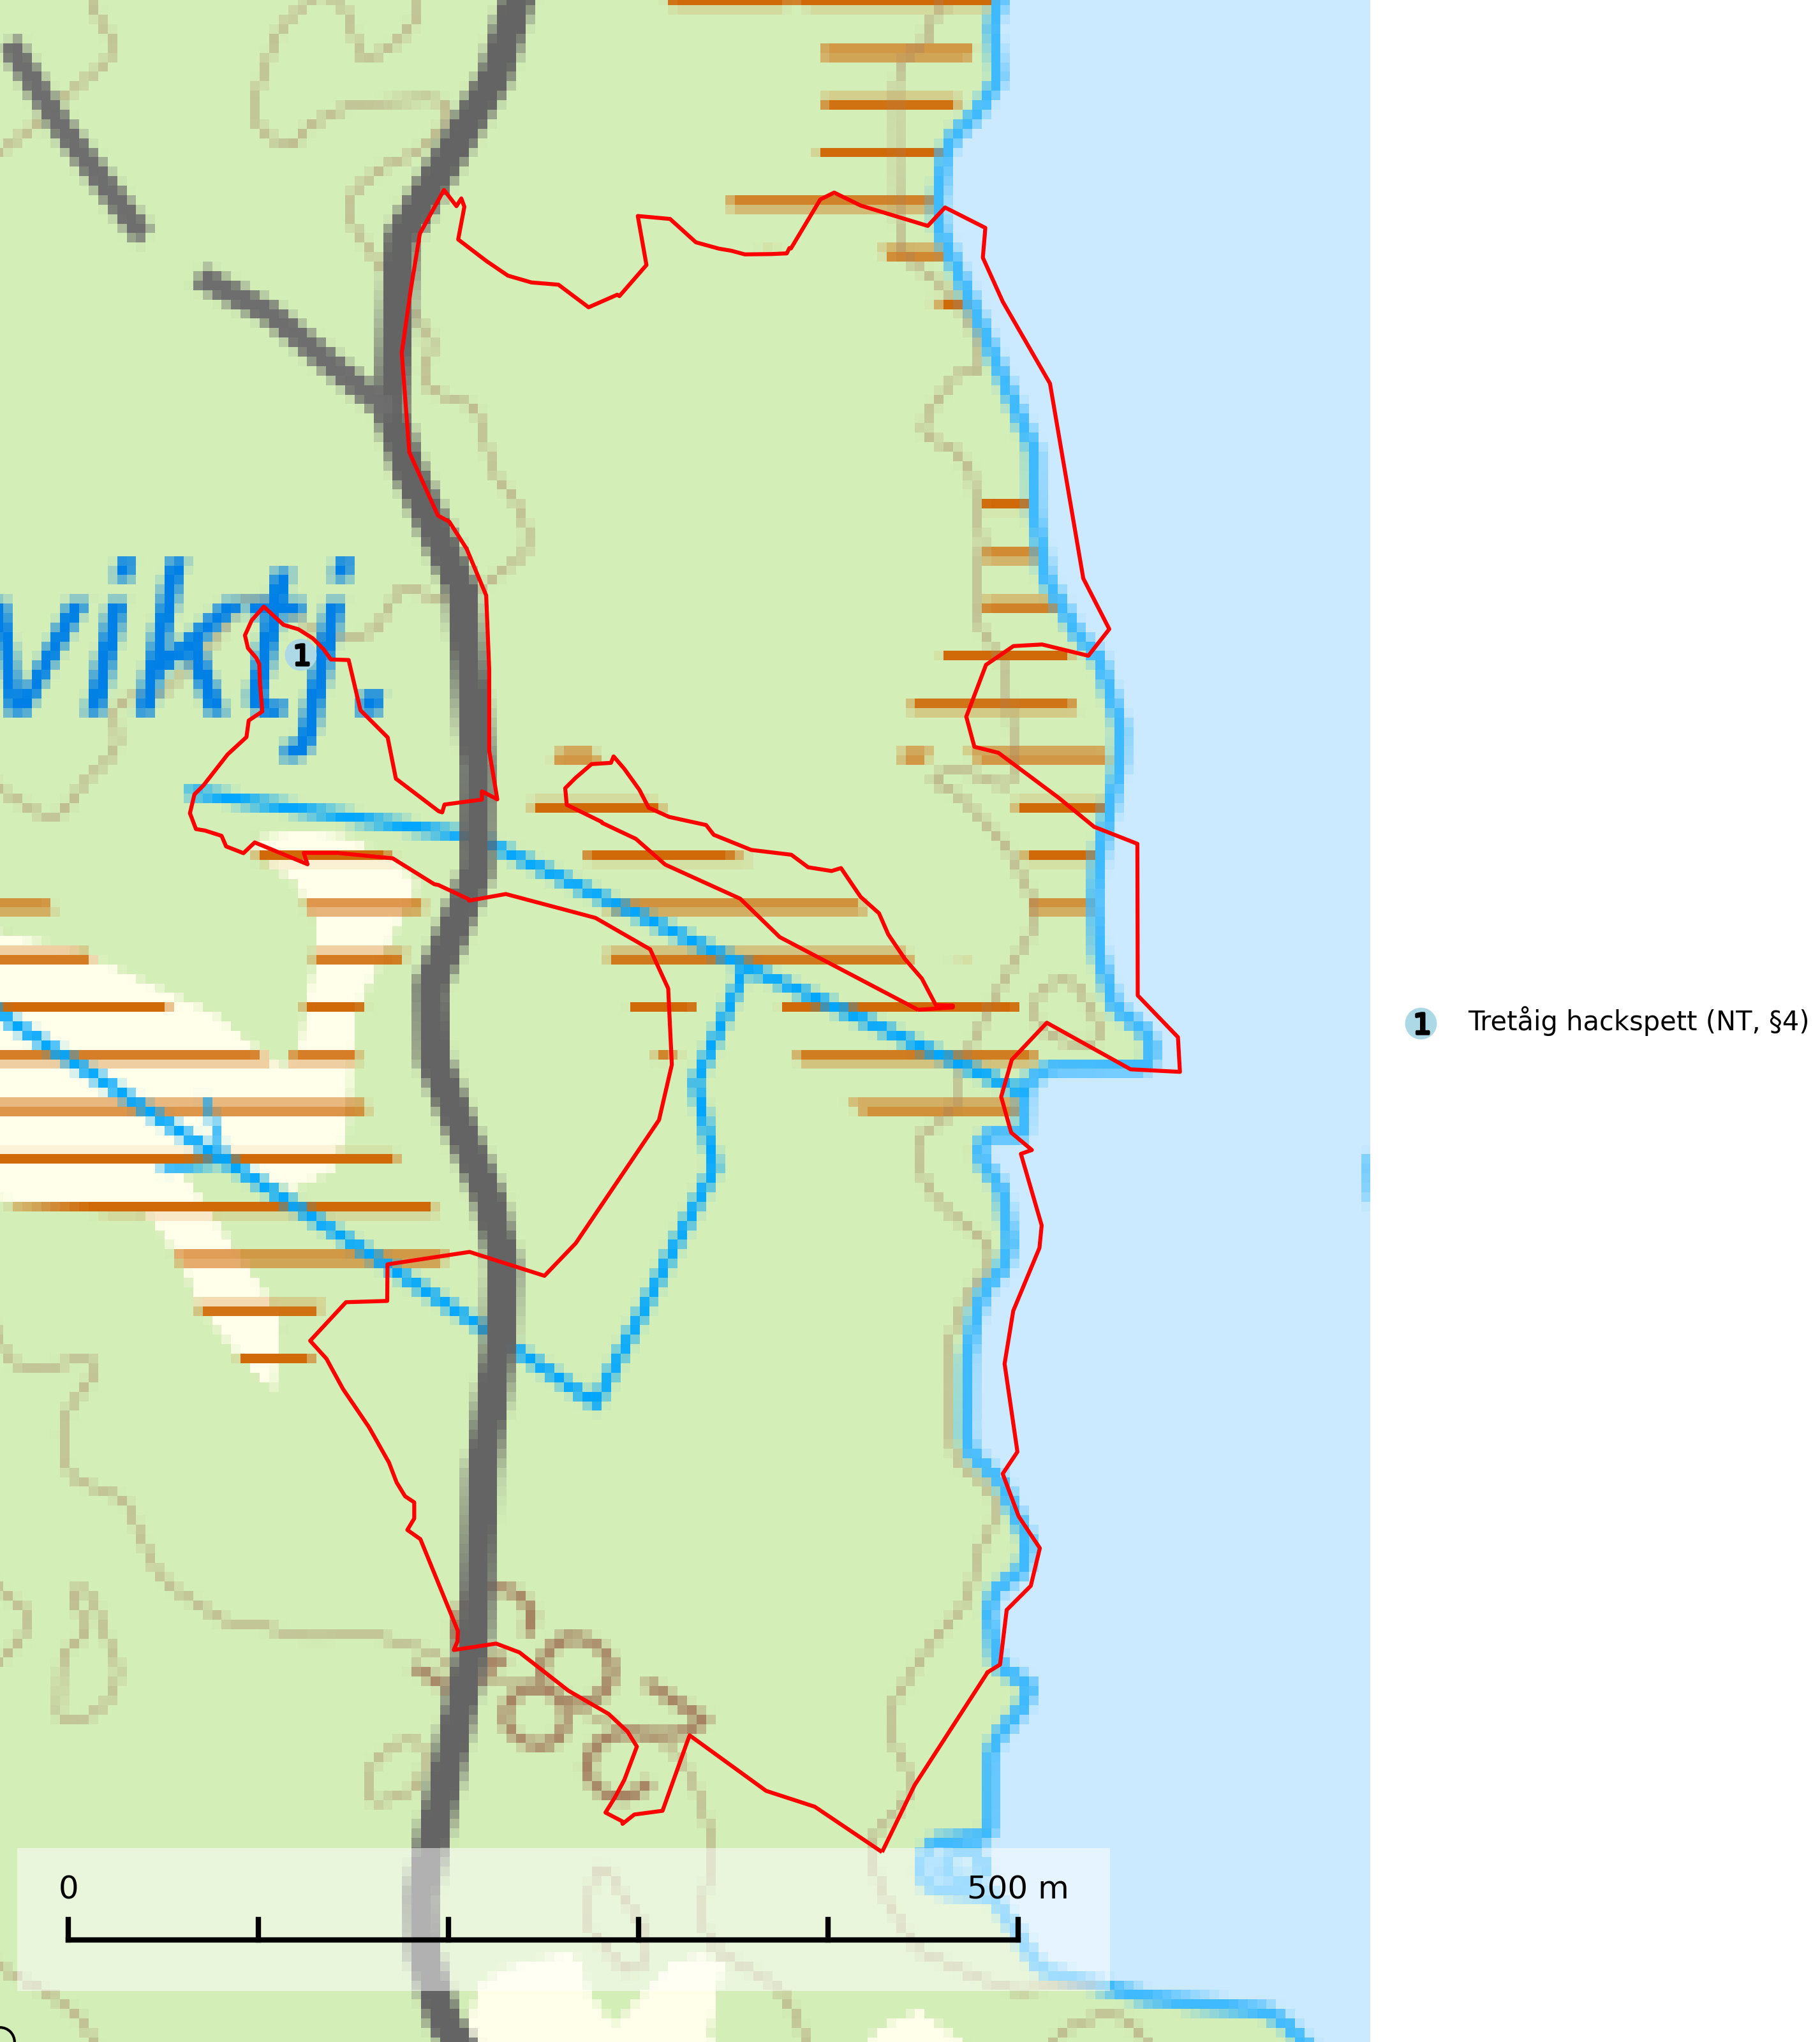 viktj.
1
1 Tretåig hackspett (NT, §4)
0 500 m